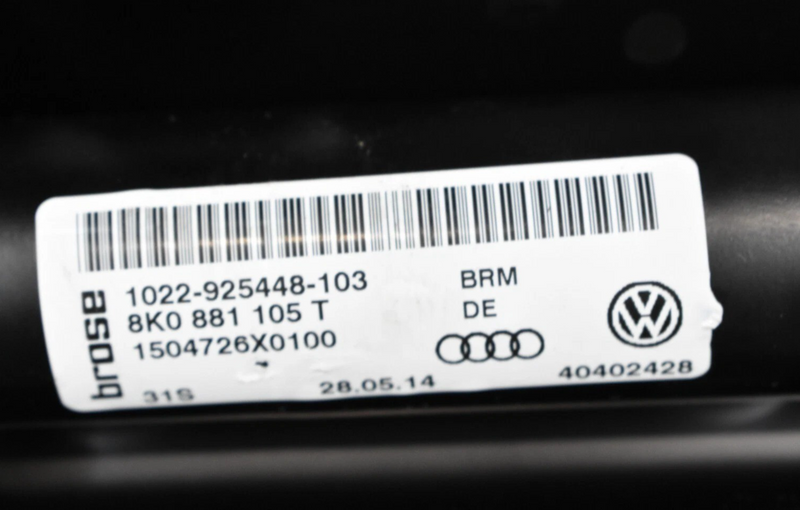 brose
1022-925448-103 BRM
8K0 881 105 T DE
1504726X0100
31S 28.05.14 40402428